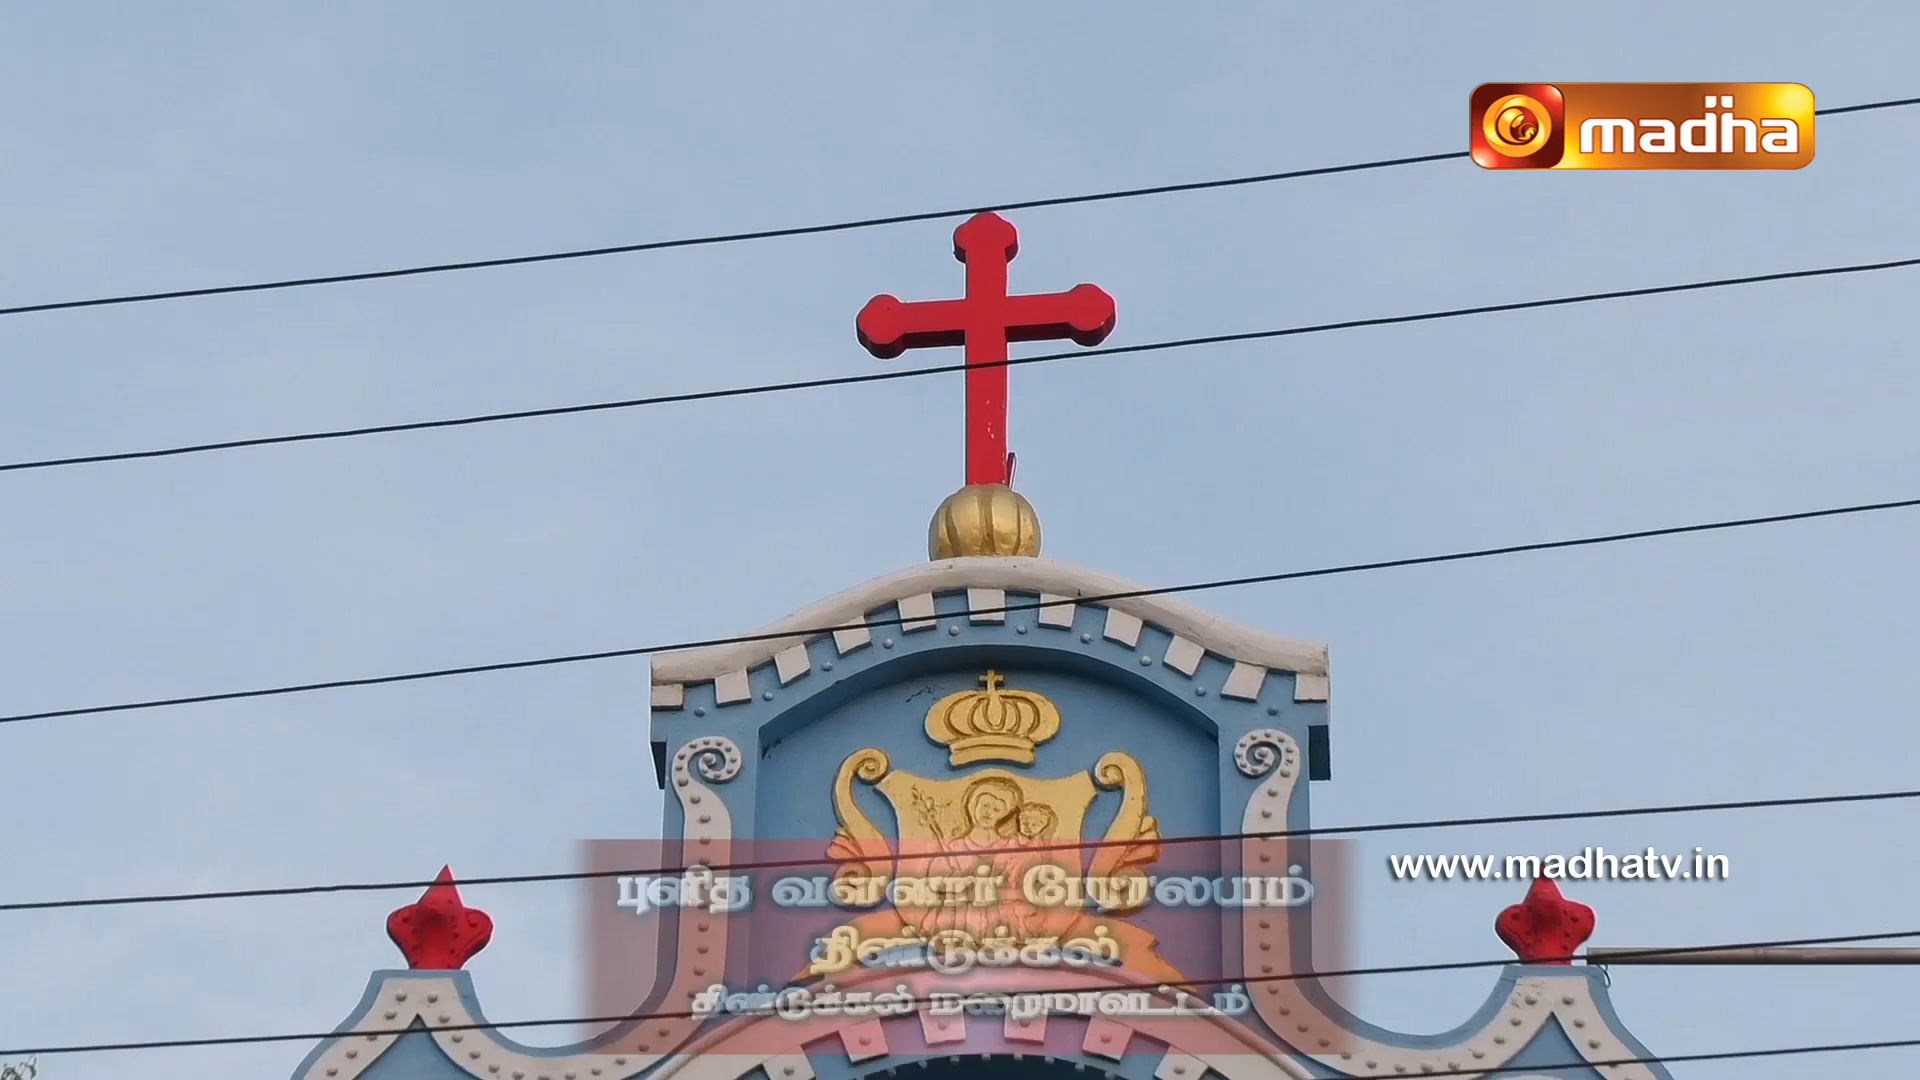 madha
www.madhatv.in
புனித வளனார் பேராலயம்
திண்டுக்கல்
திண்டுக்கல் மறைமாவட்டம்